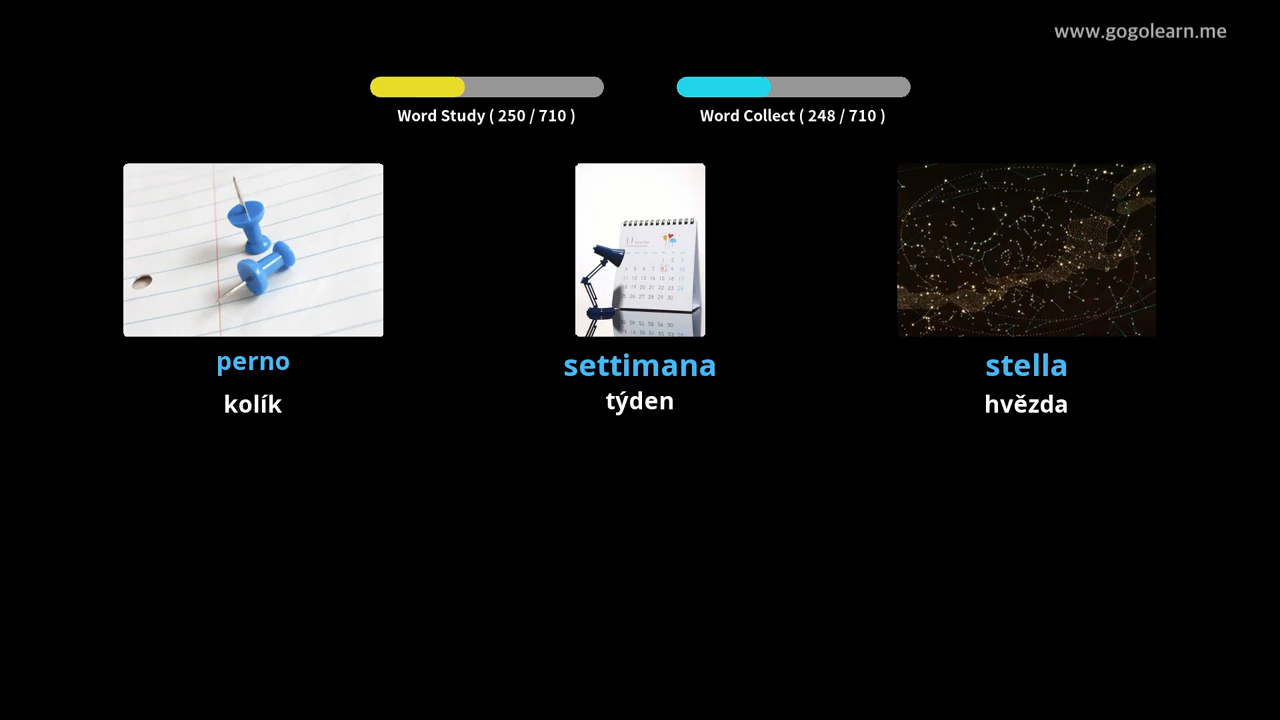 www.gogolearn.me
Word Study ( 250 / 710 )
Word Collect ( 248 / 710 )
perno
settimana
stella
kolík
týden
hvězda